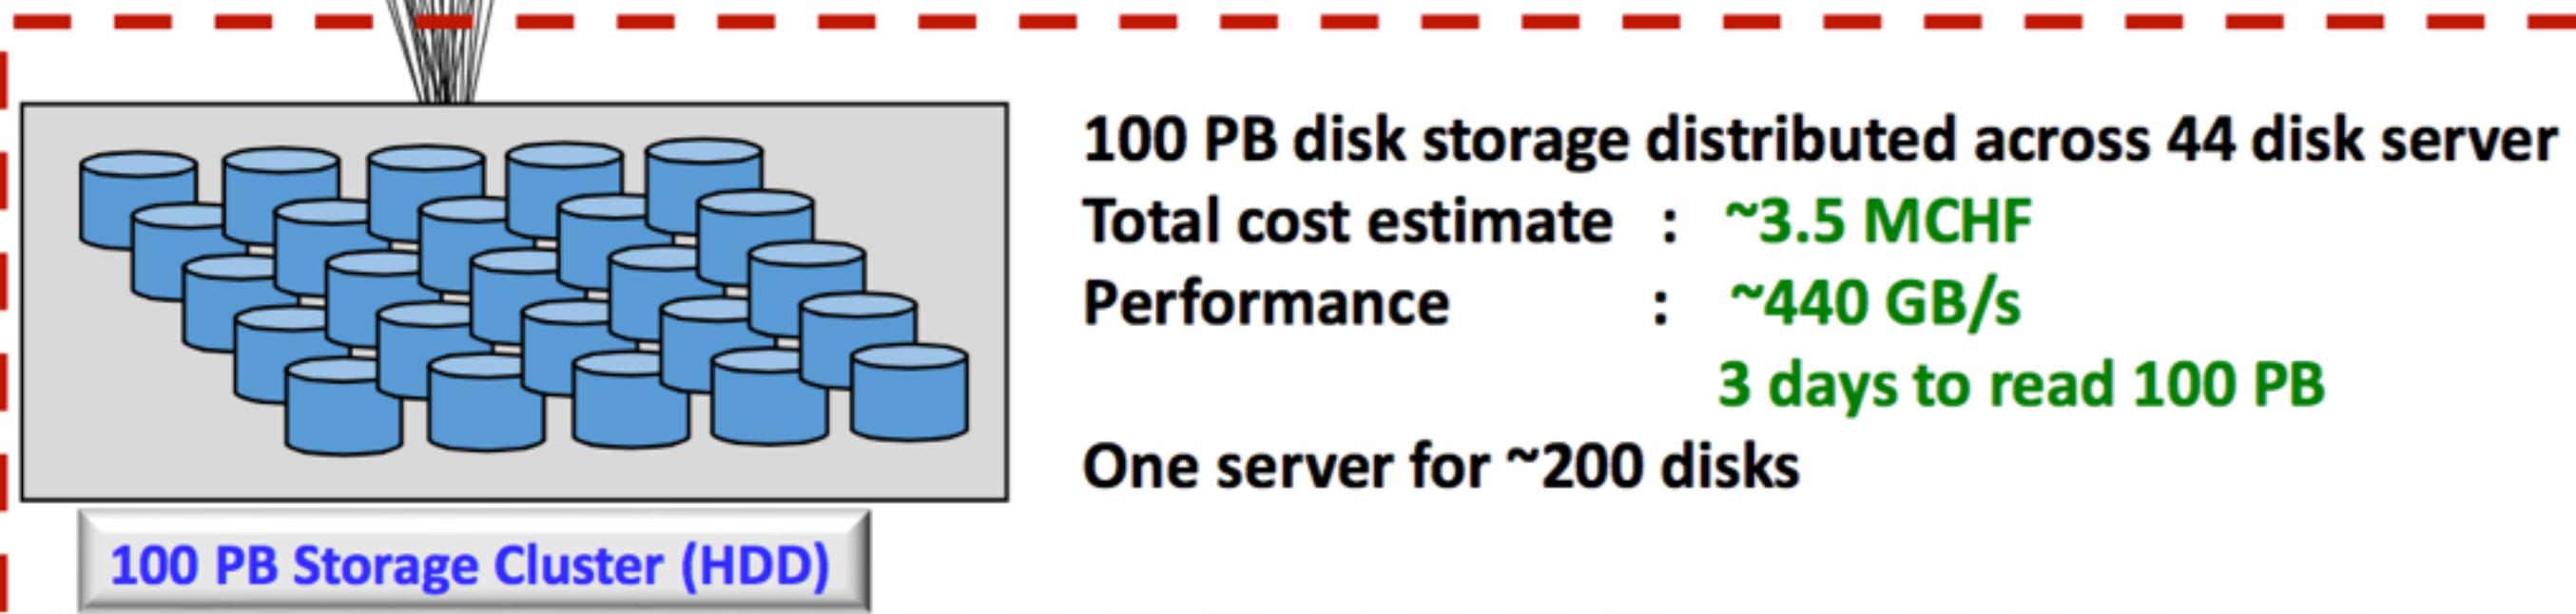 100 PB disk storage distributed across 44 disk server
Total cost estimate : ~3.5 MCHF
Performance : ~440 GB/s
3 days to read 100 PB
One server for ~200 disks
100 PB Storage Cluster (HDD)